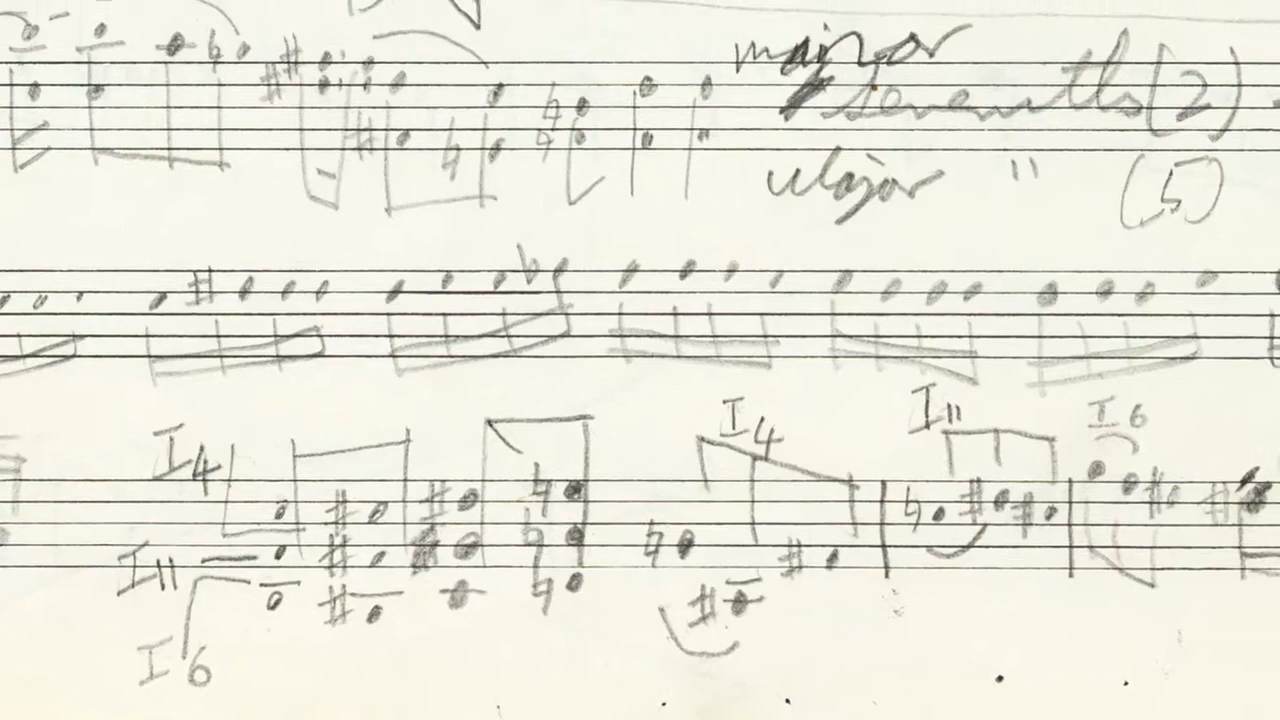 major
sevenths (2)
Major " (5)
I4 I11 I6
I4
I11
I6